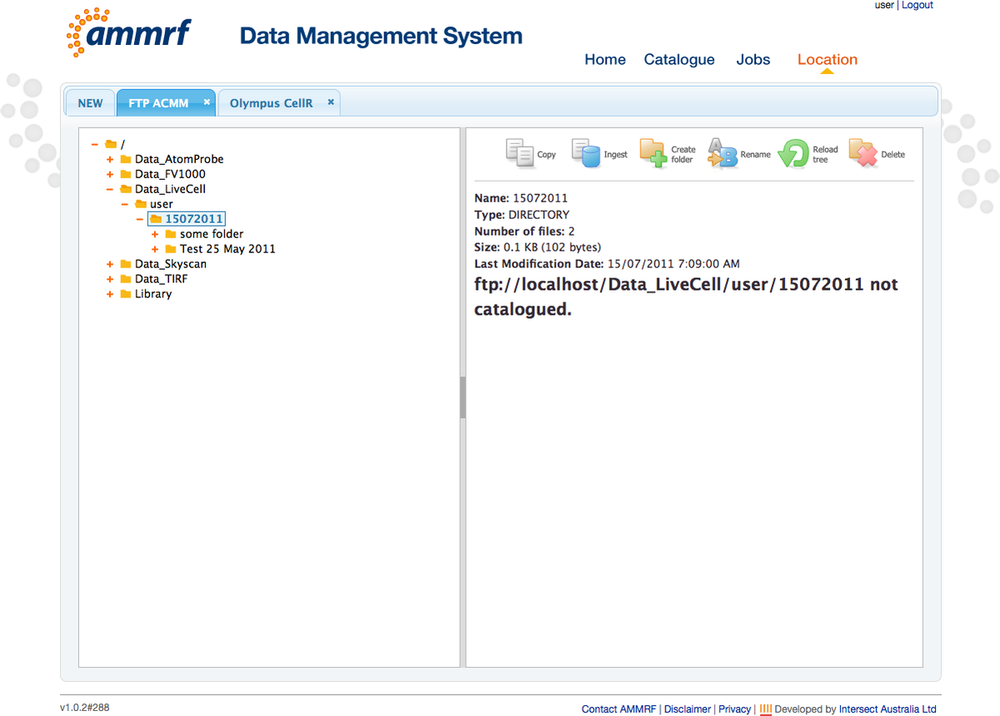 user | Logout
ammrf
Data Management System
Home Catalogue Jobs Location
NEW FTP ACMM × Olympus CellR ×
/
Data_AtomProbe
Data_FV1000
Data_LiveCell
user
15072011
some folder
Test 25 May 2011
Data_Skyscan
Data_TIRF
Library
Copy Ingest Create folder Rename Reload tree Delete
Name: 15072011
Type: DIRECTORY
Number of files: 2
Size: 0.1 KB (102 bytes)
Last Modification Date: 15/07/2011 7:09:00 AM
ftp://localhost/Data_LiveCell/user/15072011 not
catalogued.
v1.0.2#288
Contact AMMRF | Disclaimer | Privacy | Developed by Intersect Australia Ltd